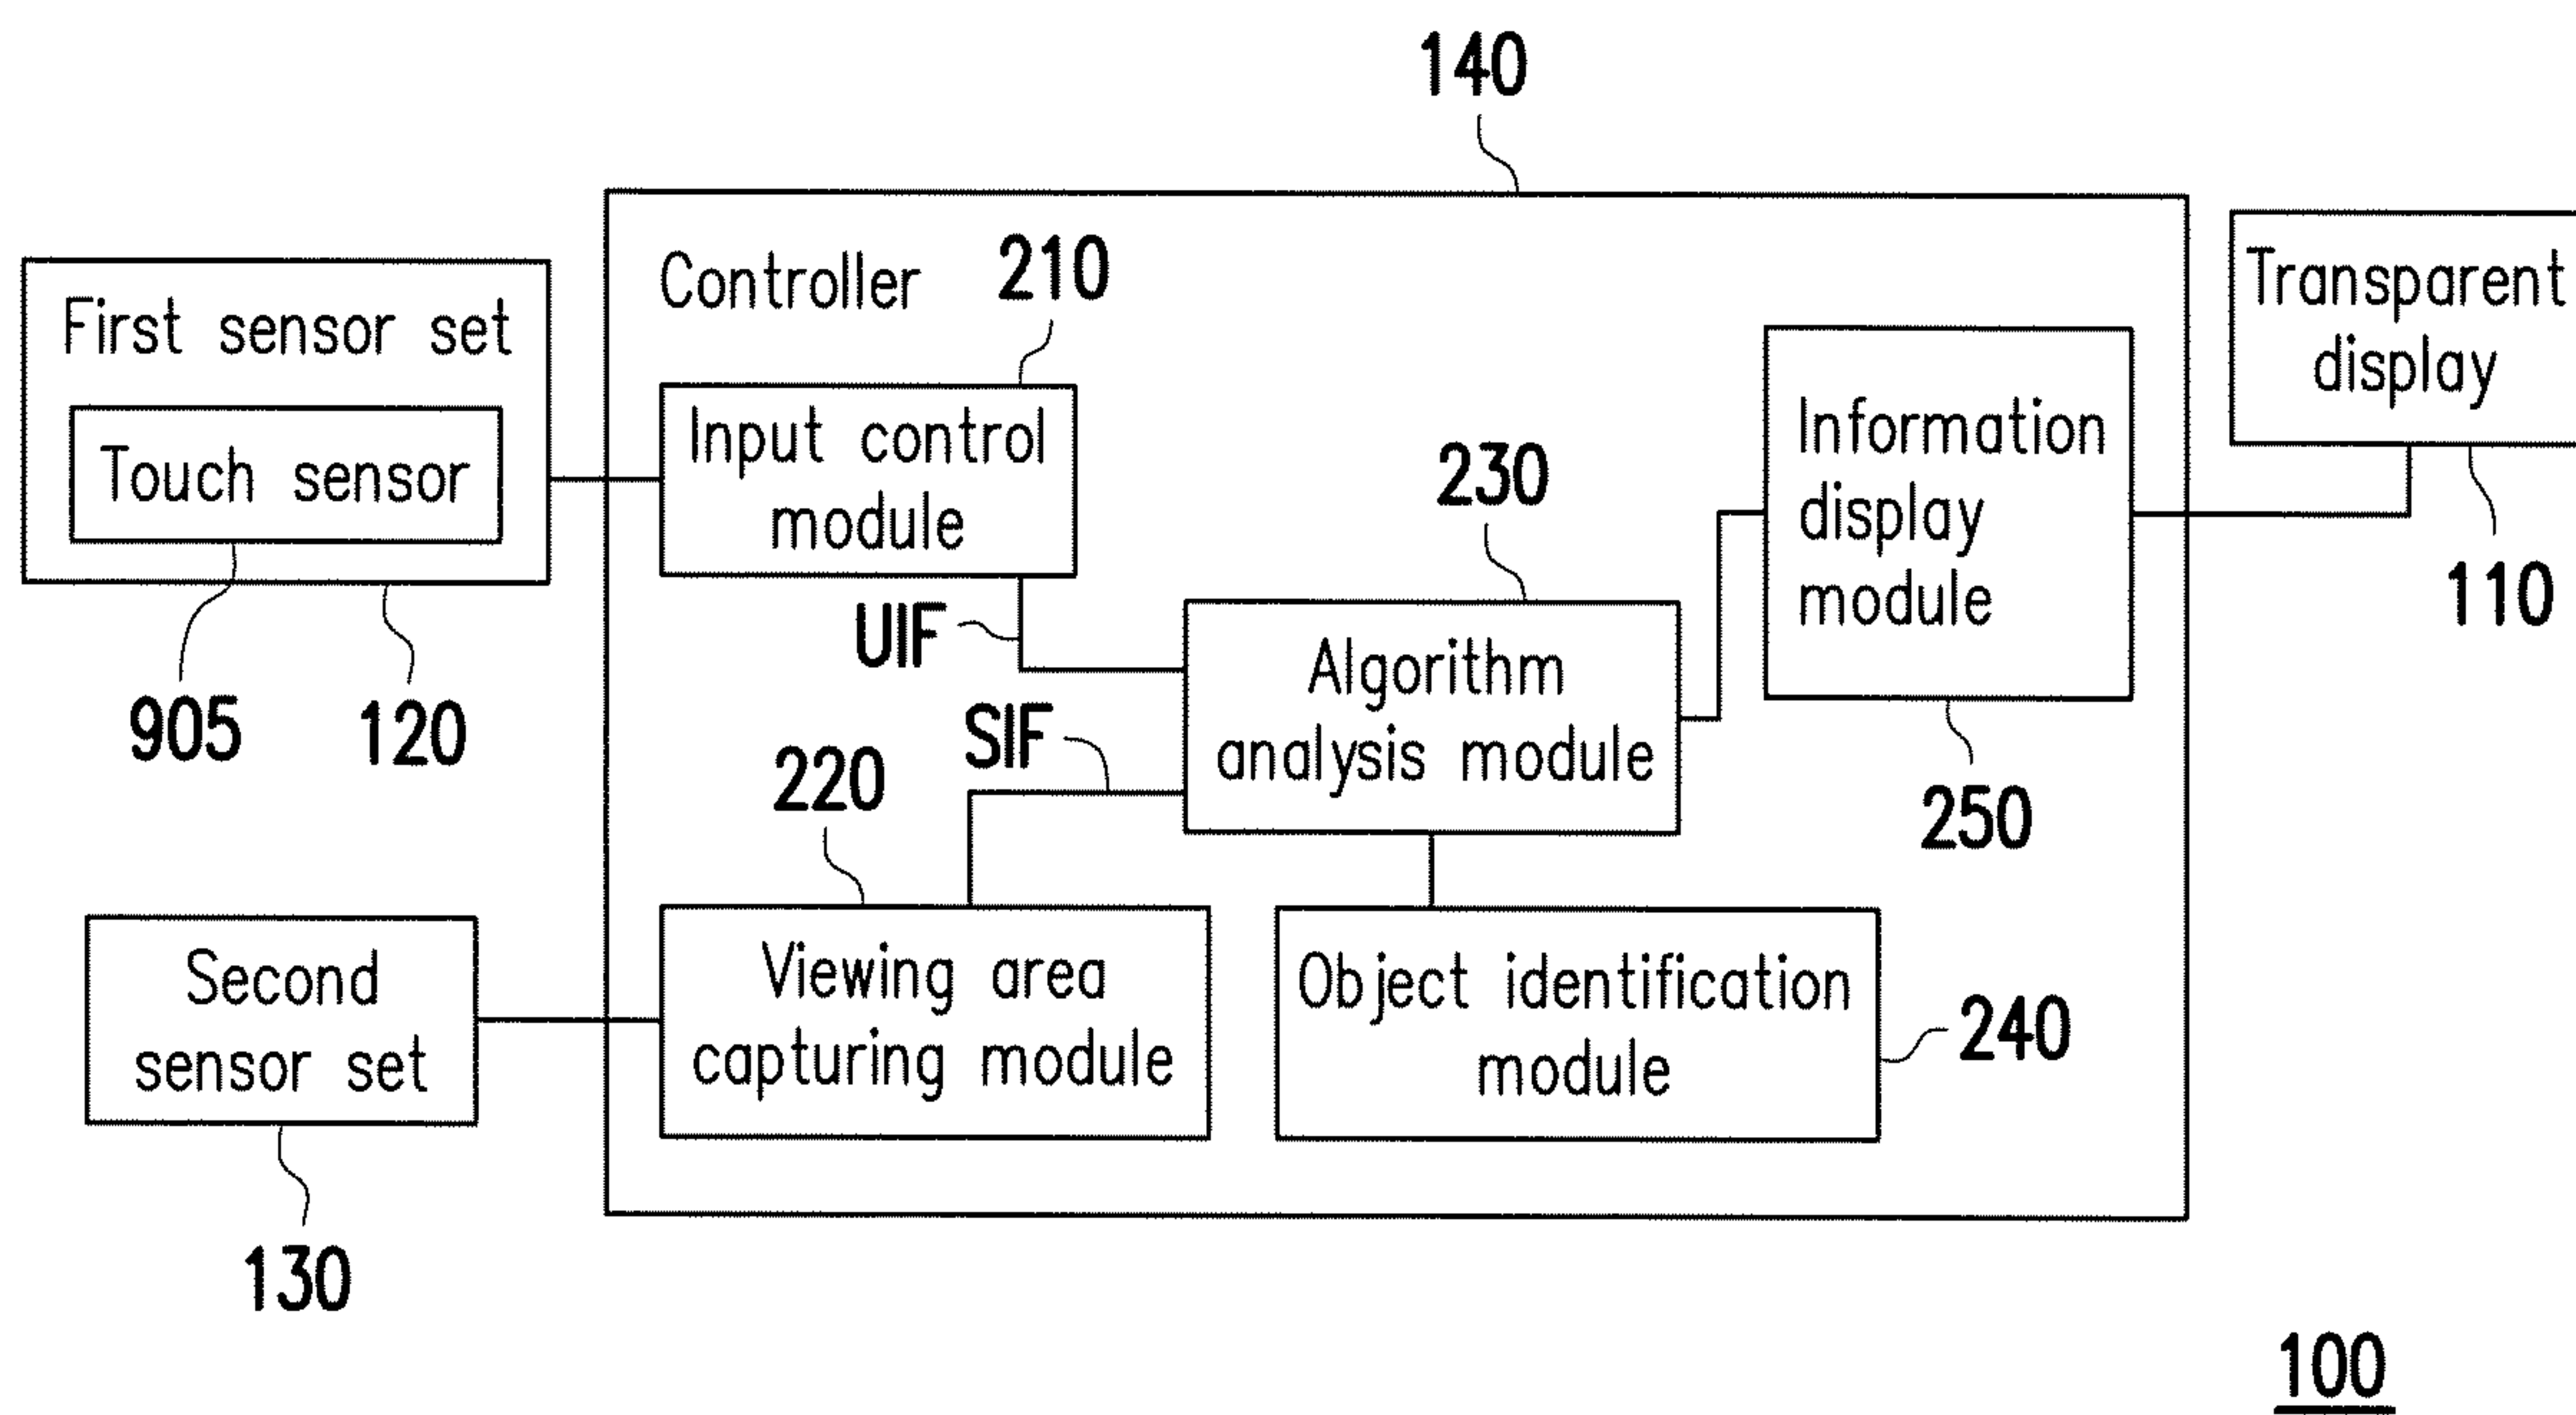 140
Controller
210
First sensor set
Touch sensor
905
120
Input control
module
UIF
SIF
230
Algorithm
analysis module
Information
display
module
250
Transparent
display
110
220
Viewing area
capturing module
Object identification
module
240
Second
sensor set
130
100